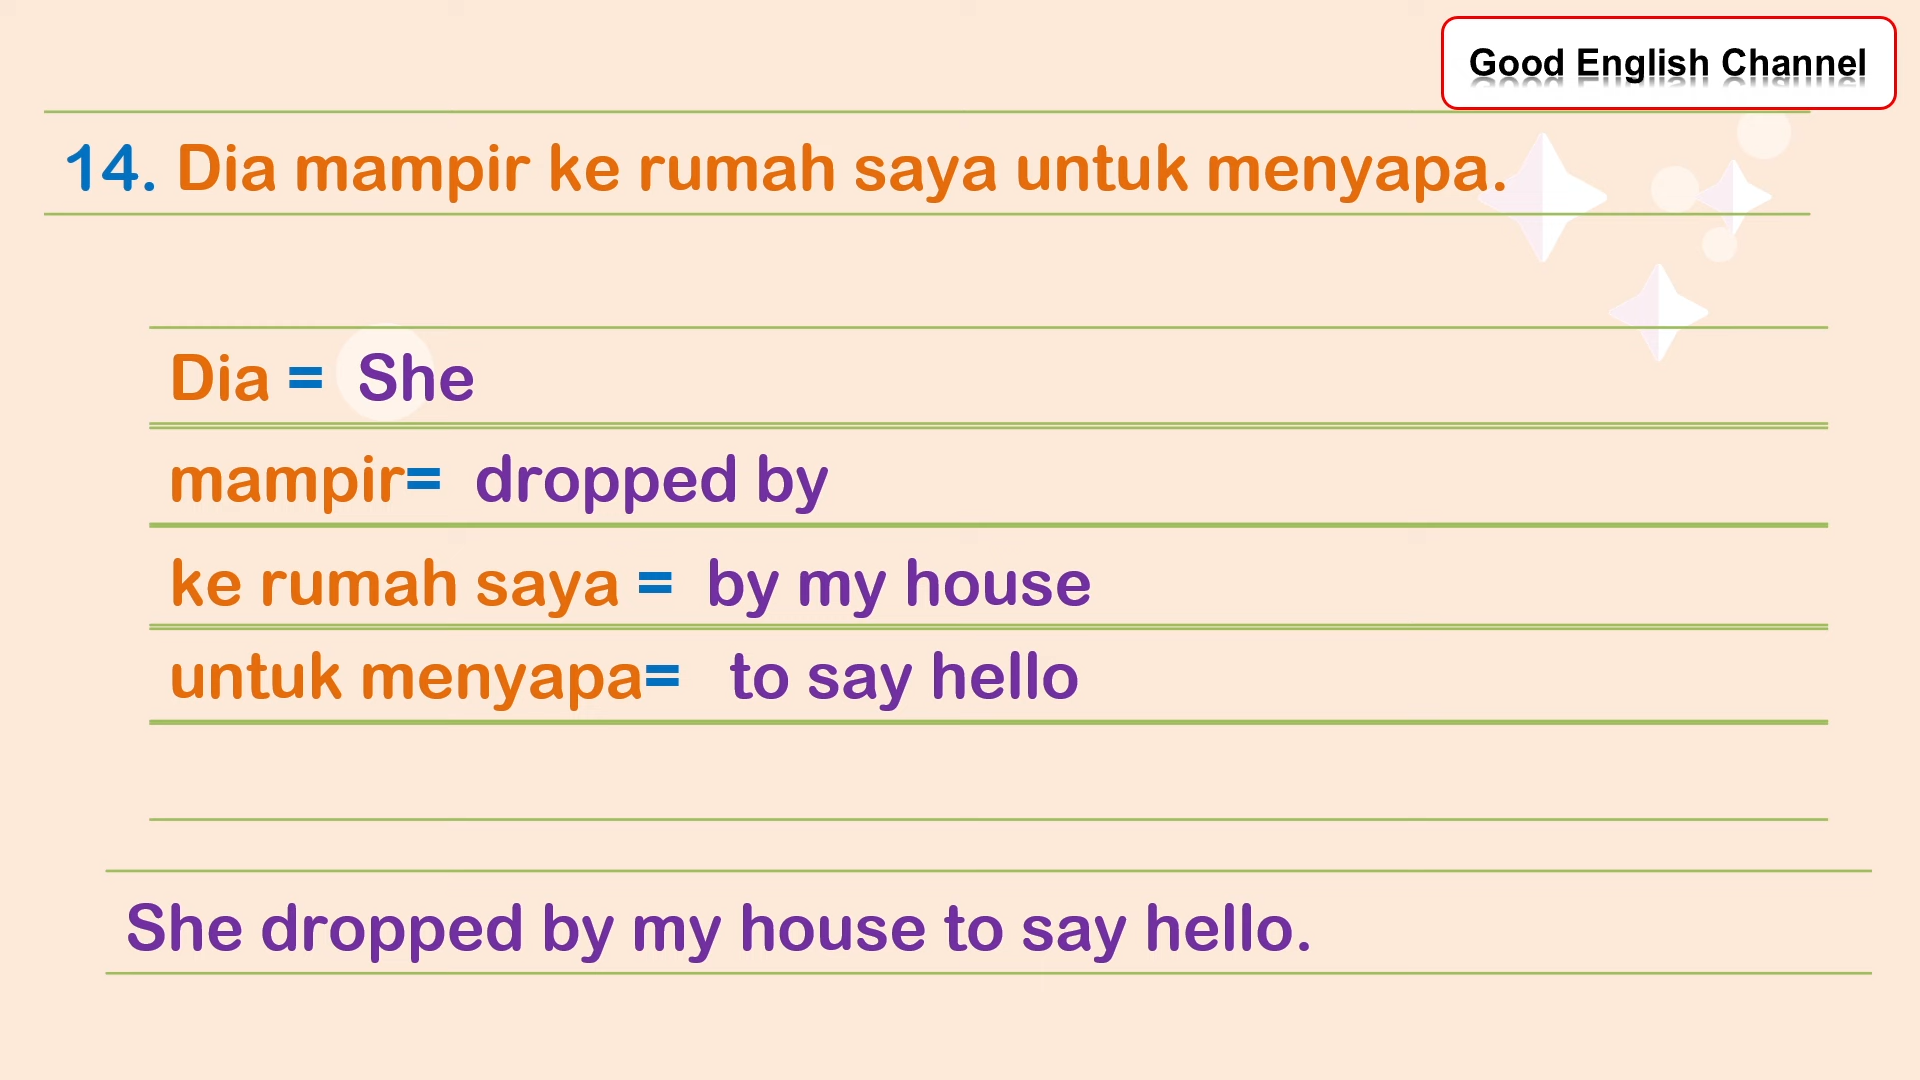 Good English Channel
14. Dia mampir ke rumah saya untuk menyapa.
Dia = She
mampir= dropped by
ke rumah saya = by my house
untuk menyapa= to say hello
She dropped by my house to say hello.